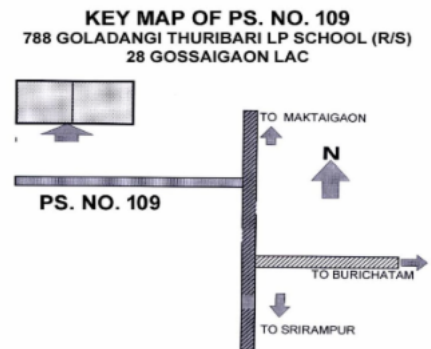 KEY MAP OF PS. NO. 109
788 GOLADANGI THURIBARI LP SCHOOL (R/S)
28 GOSSAIGAON LAC
TO MAKTAIGAON
N
PS. NO. 109
TO BURICHATAM
TO SRIRAMPUR